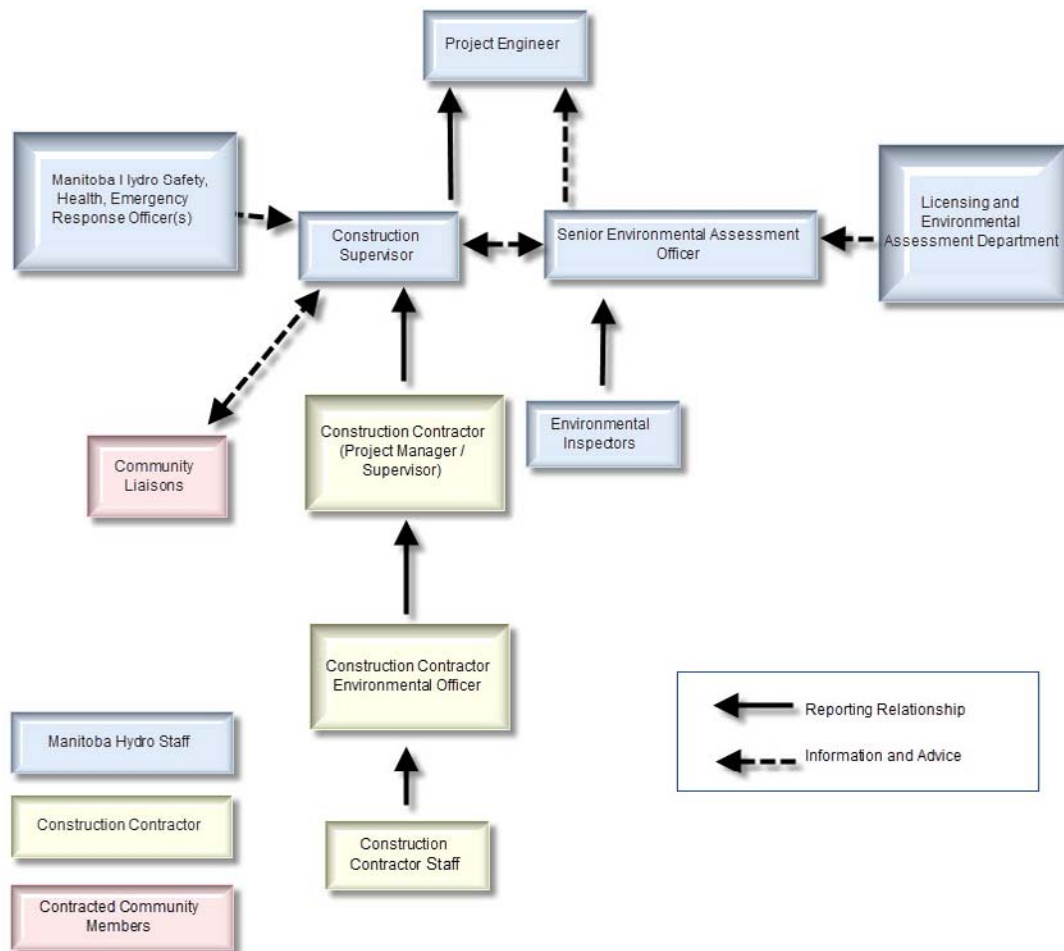 Project Engineer
Manitoba Hydro Safety,
Health, Emergency
Response Officer(s)
Construction
Supervisor
Senior Environmental Assessment
Officer
Licensing and
Environmental
Assessment Department
Community
Liaisons
Construction Contractor
(Project Manager /
Supervisor)
Environmental
Inspectors
Construction Contractor
Environmental Officer
Construction
Contractor Staff
Manitoba Hydro Staff
Construction Contractor
Contracted Community
Members
Reporting Relationship
Information and Advice